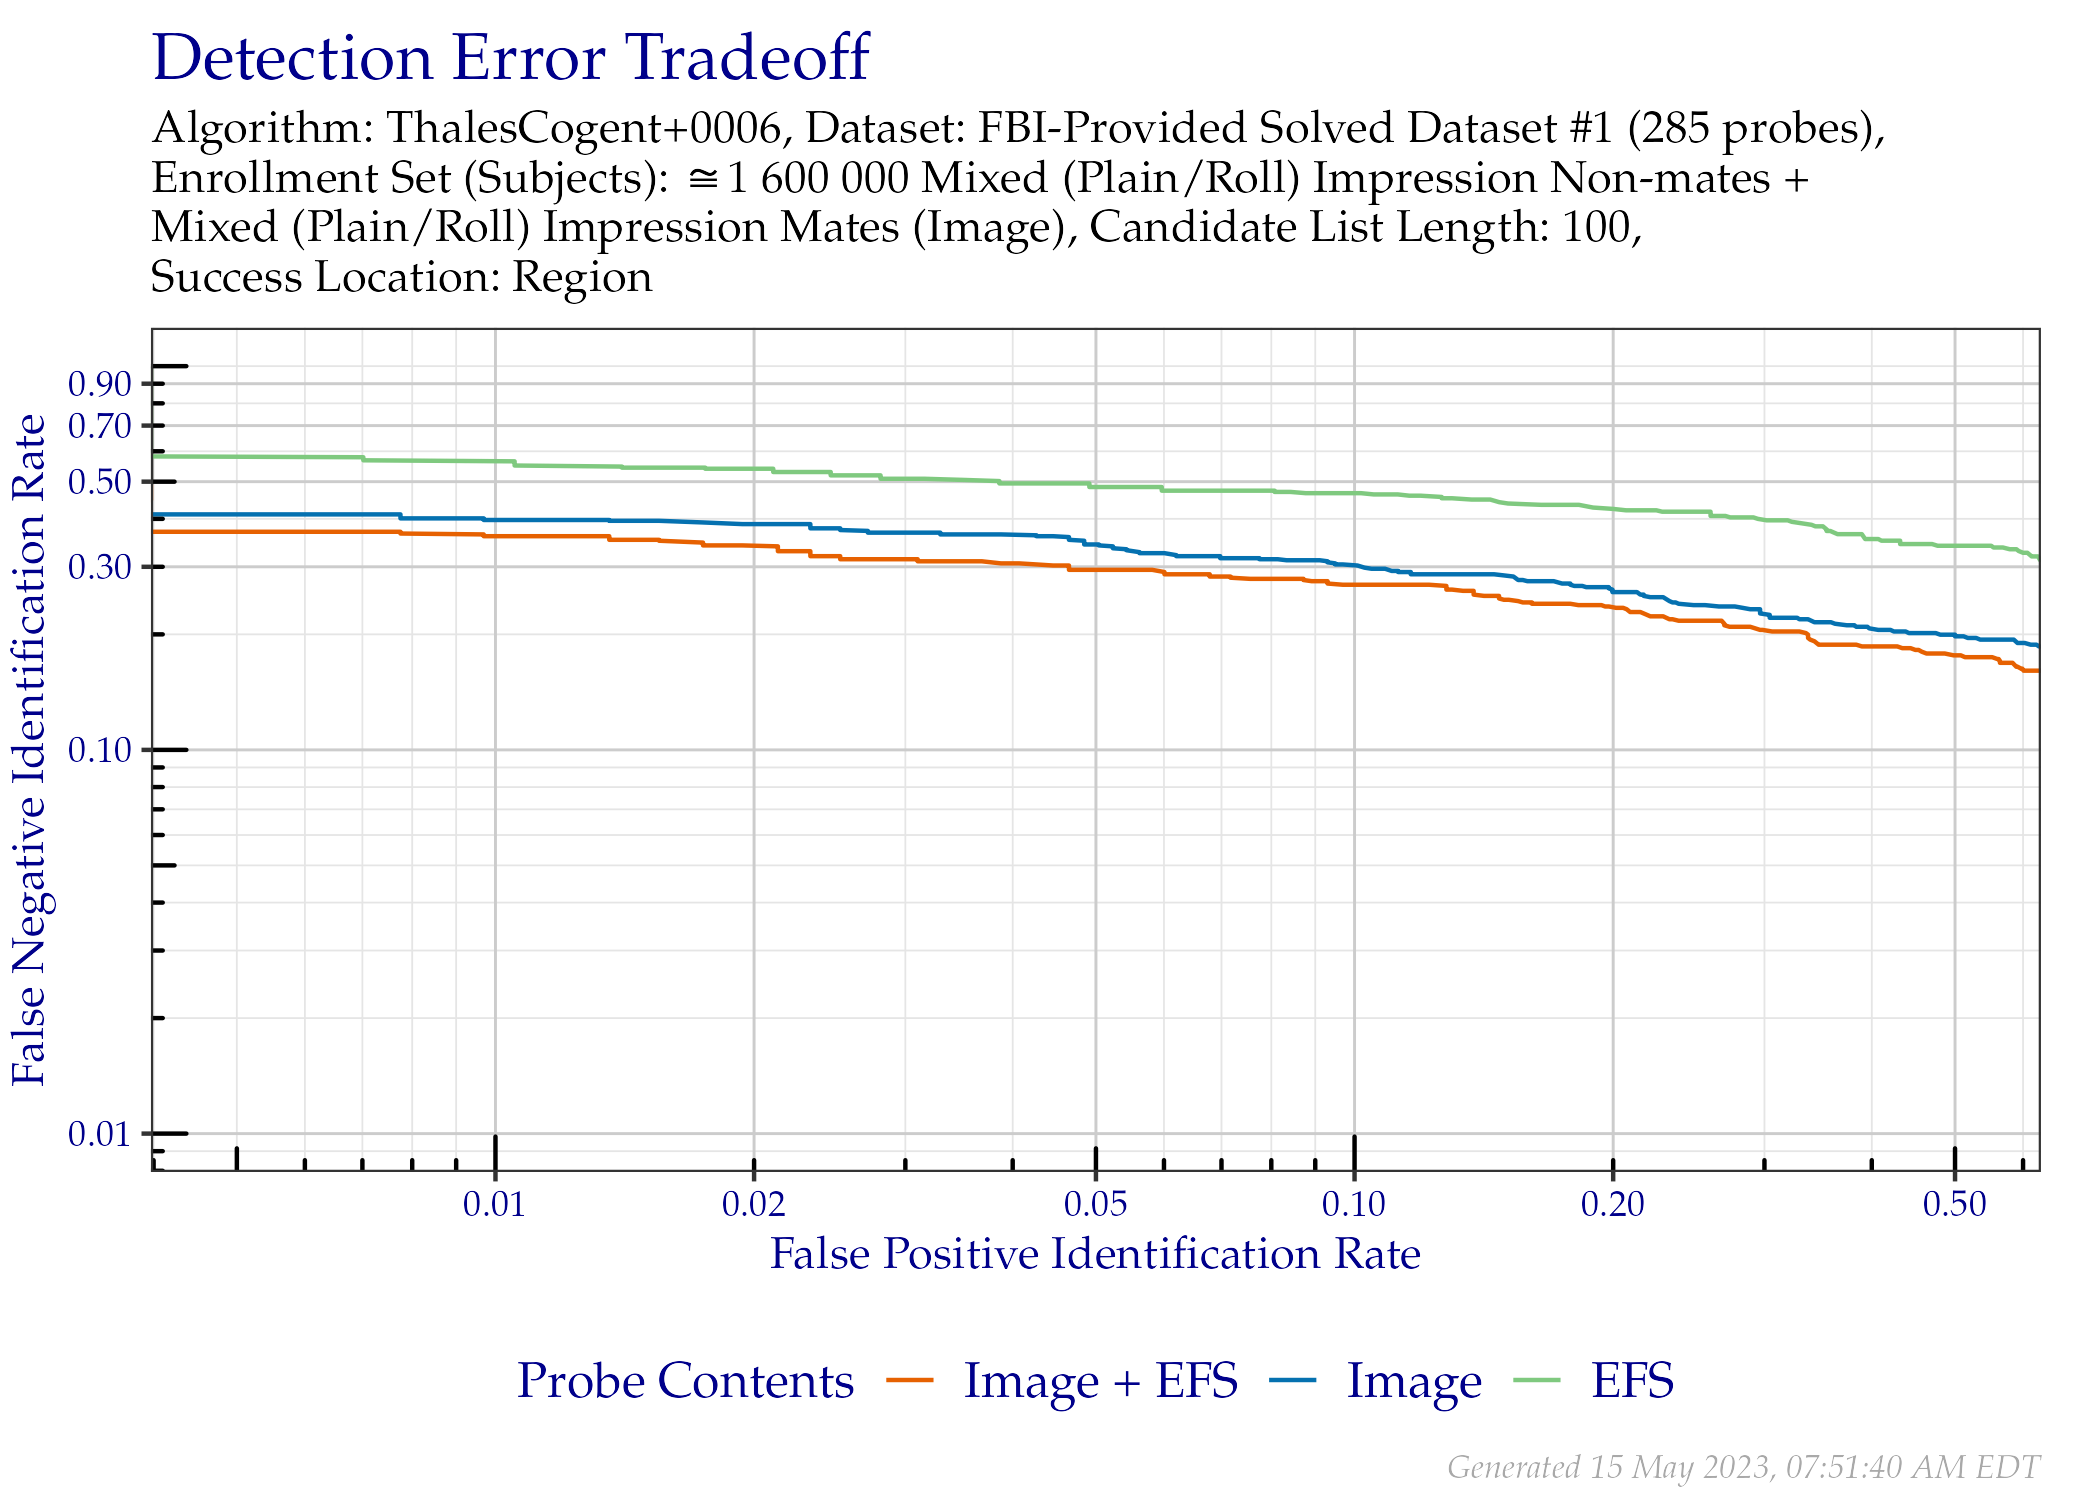 Detection Error Tradeoff
Algorithm: ThalesCogent+0006, Dataset: FBI-Provided Solved Dataset #1 (285 probes),
Enrollment Set (Subjects): ≅ 1 600 000 Mixed (Plain/Roll) Impression Non-mates +
Mixed (Plain/Roll) Impression Mates (Image), Candidate List Length: 100,
Success Location: Region
False Negative Identification Rate
0.90
0.70
0.50
0.30
0.10
0.01
0.01 0.02 0.05 0.10 0.20 0.50
False Positive Identification Rate
Probe Contents Image + EFS Image EFS
Generated 15 May 2023, 07:51:40 AM EDT